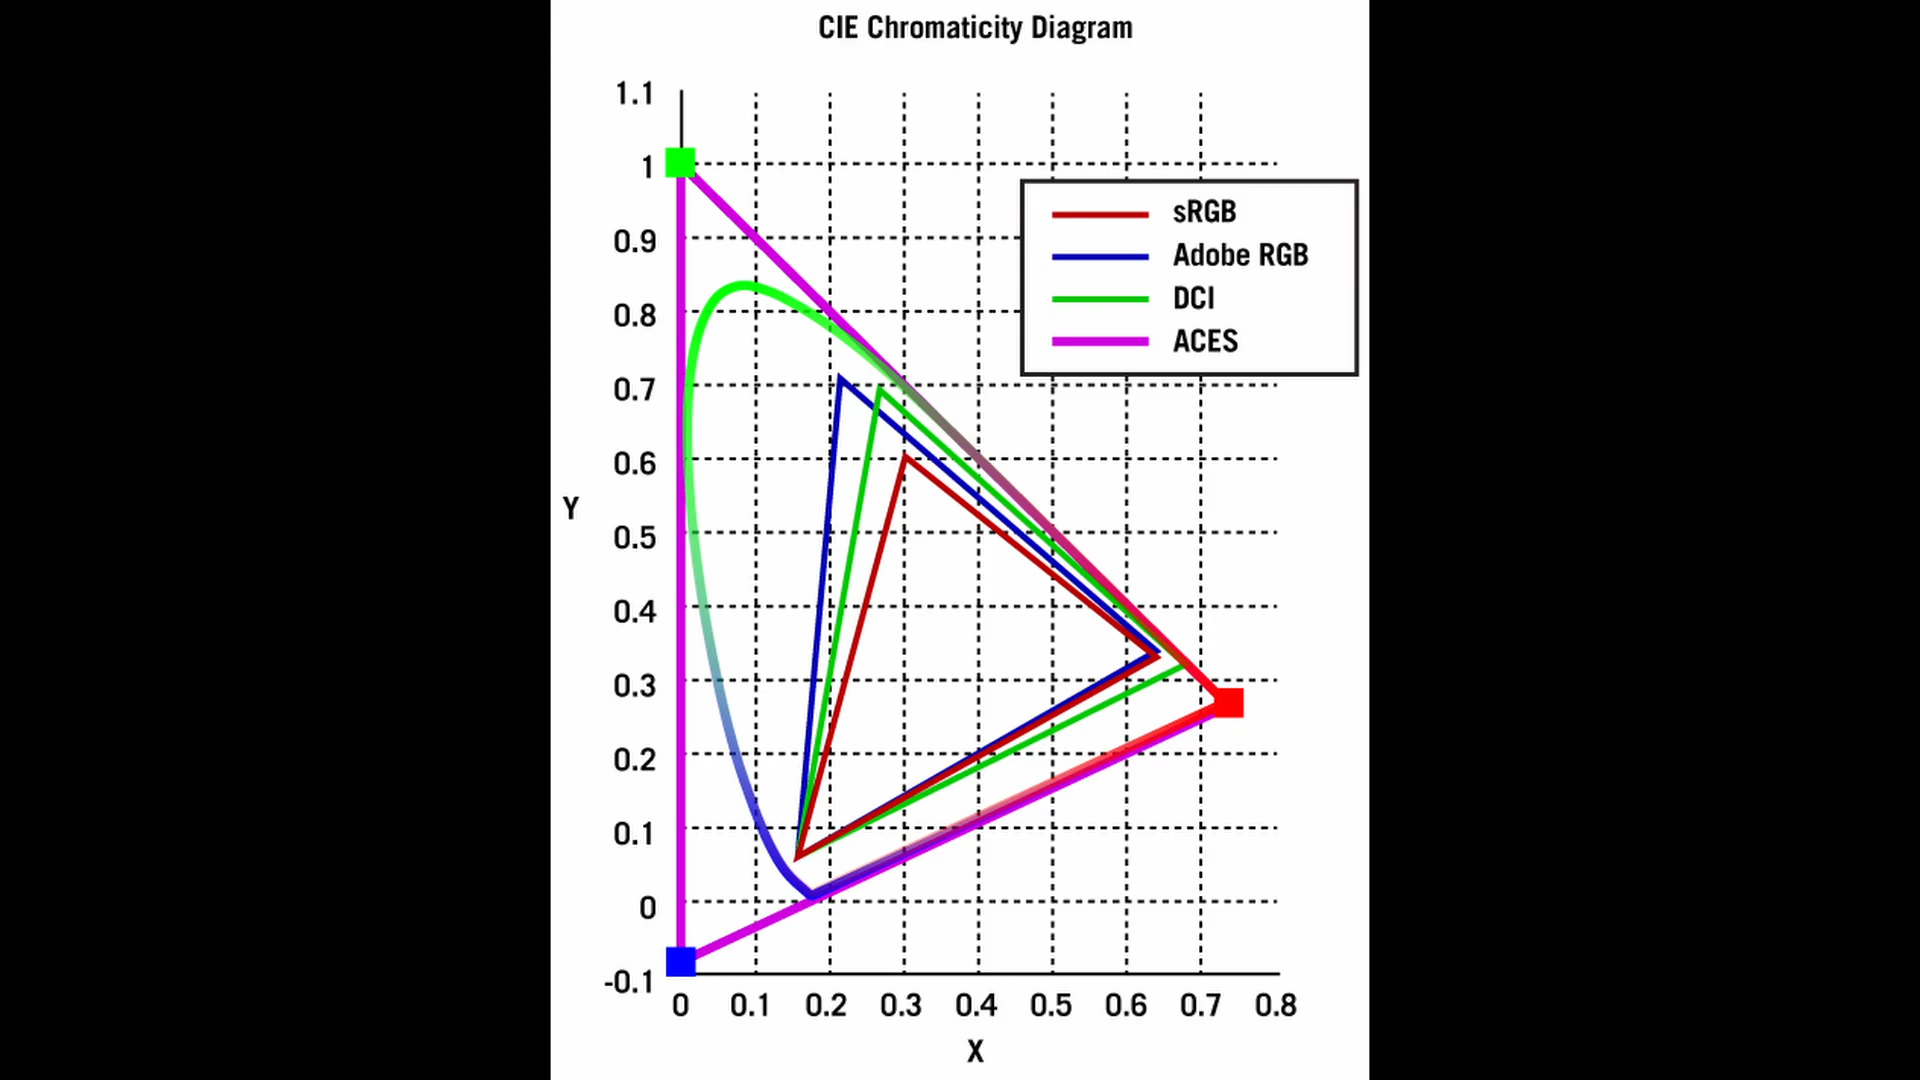 CIE Chromaticity Diagram
1.1
1
0.9
0.8
0.7
0.6
0.5
0.4
0.3
0.2
0.1
0
-0.1
Y
sRGB
Adobe RGB
DCI
ACES
0 0.1 0.2 0.3 0.4 0.5 0.6 0.7 0.8
X